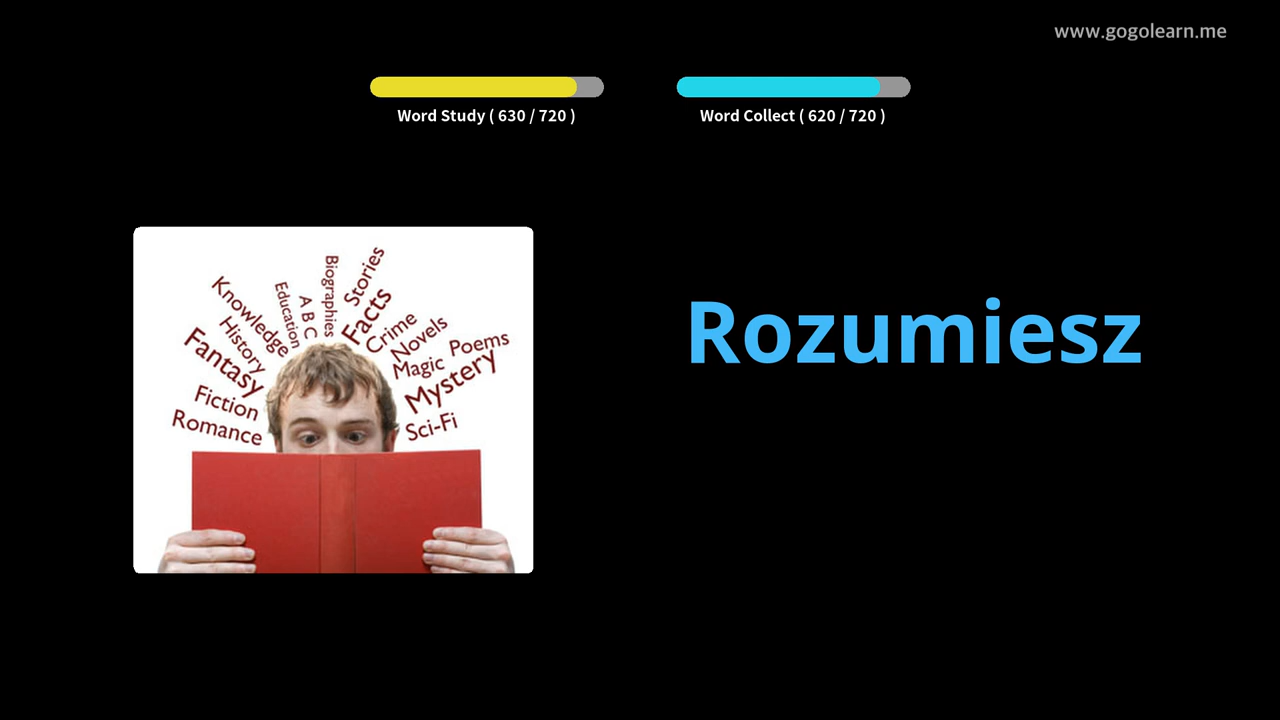 www.gogolearn.me
Word Study ( 630 / 720 )
Word Collect ( 620 / 720 )
Rozumiesz
Knowledge
History
Fantasy
Fiction
Romance
Education
A B C
Biographies
Stories
Facts
Crime
Novels
Magic
Poems
Mystery
Sci-Fi